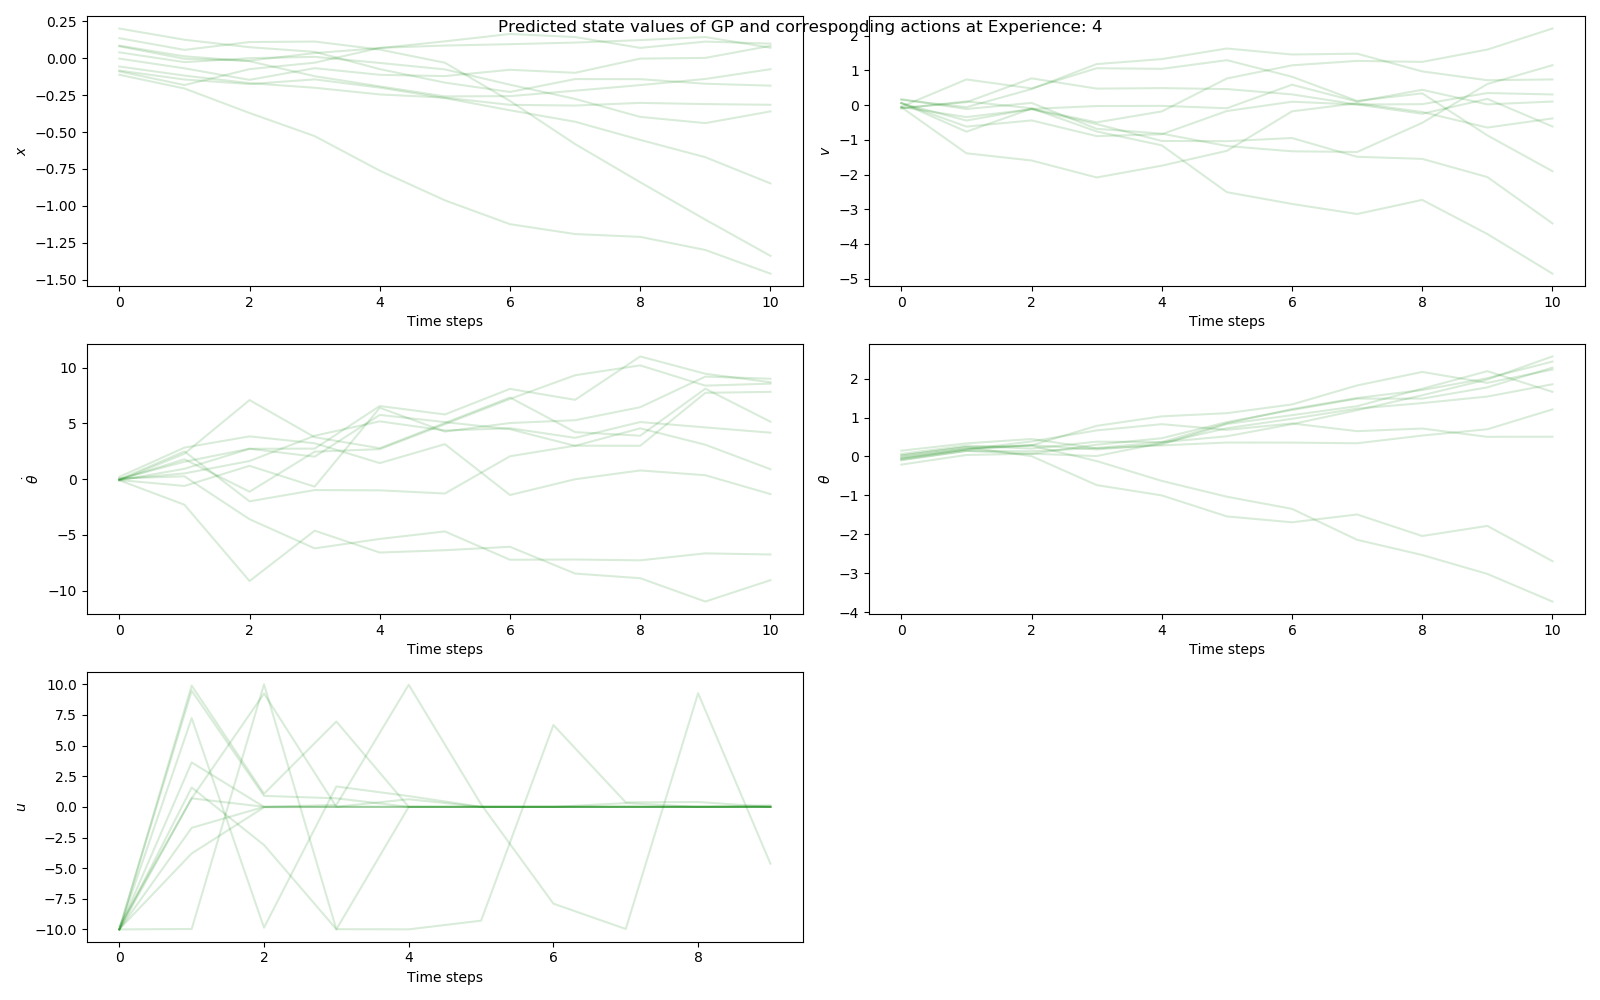 Predicted state values of GP and corresponding actions at Experience: 4
0.25
0.00
−0.25
−0.50
−0.75
−1.00
−1.25
−1.50
x
0 2 4 6 8 10
Time steps
2
1
0
−1
−2
−3
−4
−5
v
0 2 4 6 8 10
Time steps
10
5
0
−5
−10
θ̇
0 2 4 6 8 10
Time steps
2
1
0
−1
−2
−3
−4
θ
0 2 4 6 8 10
Time steps
10.0
7.5
5.0
2.5
0.0
−2.5
−5.0
−7.5
−10.0
u
0 2 4 6 8
Time steps